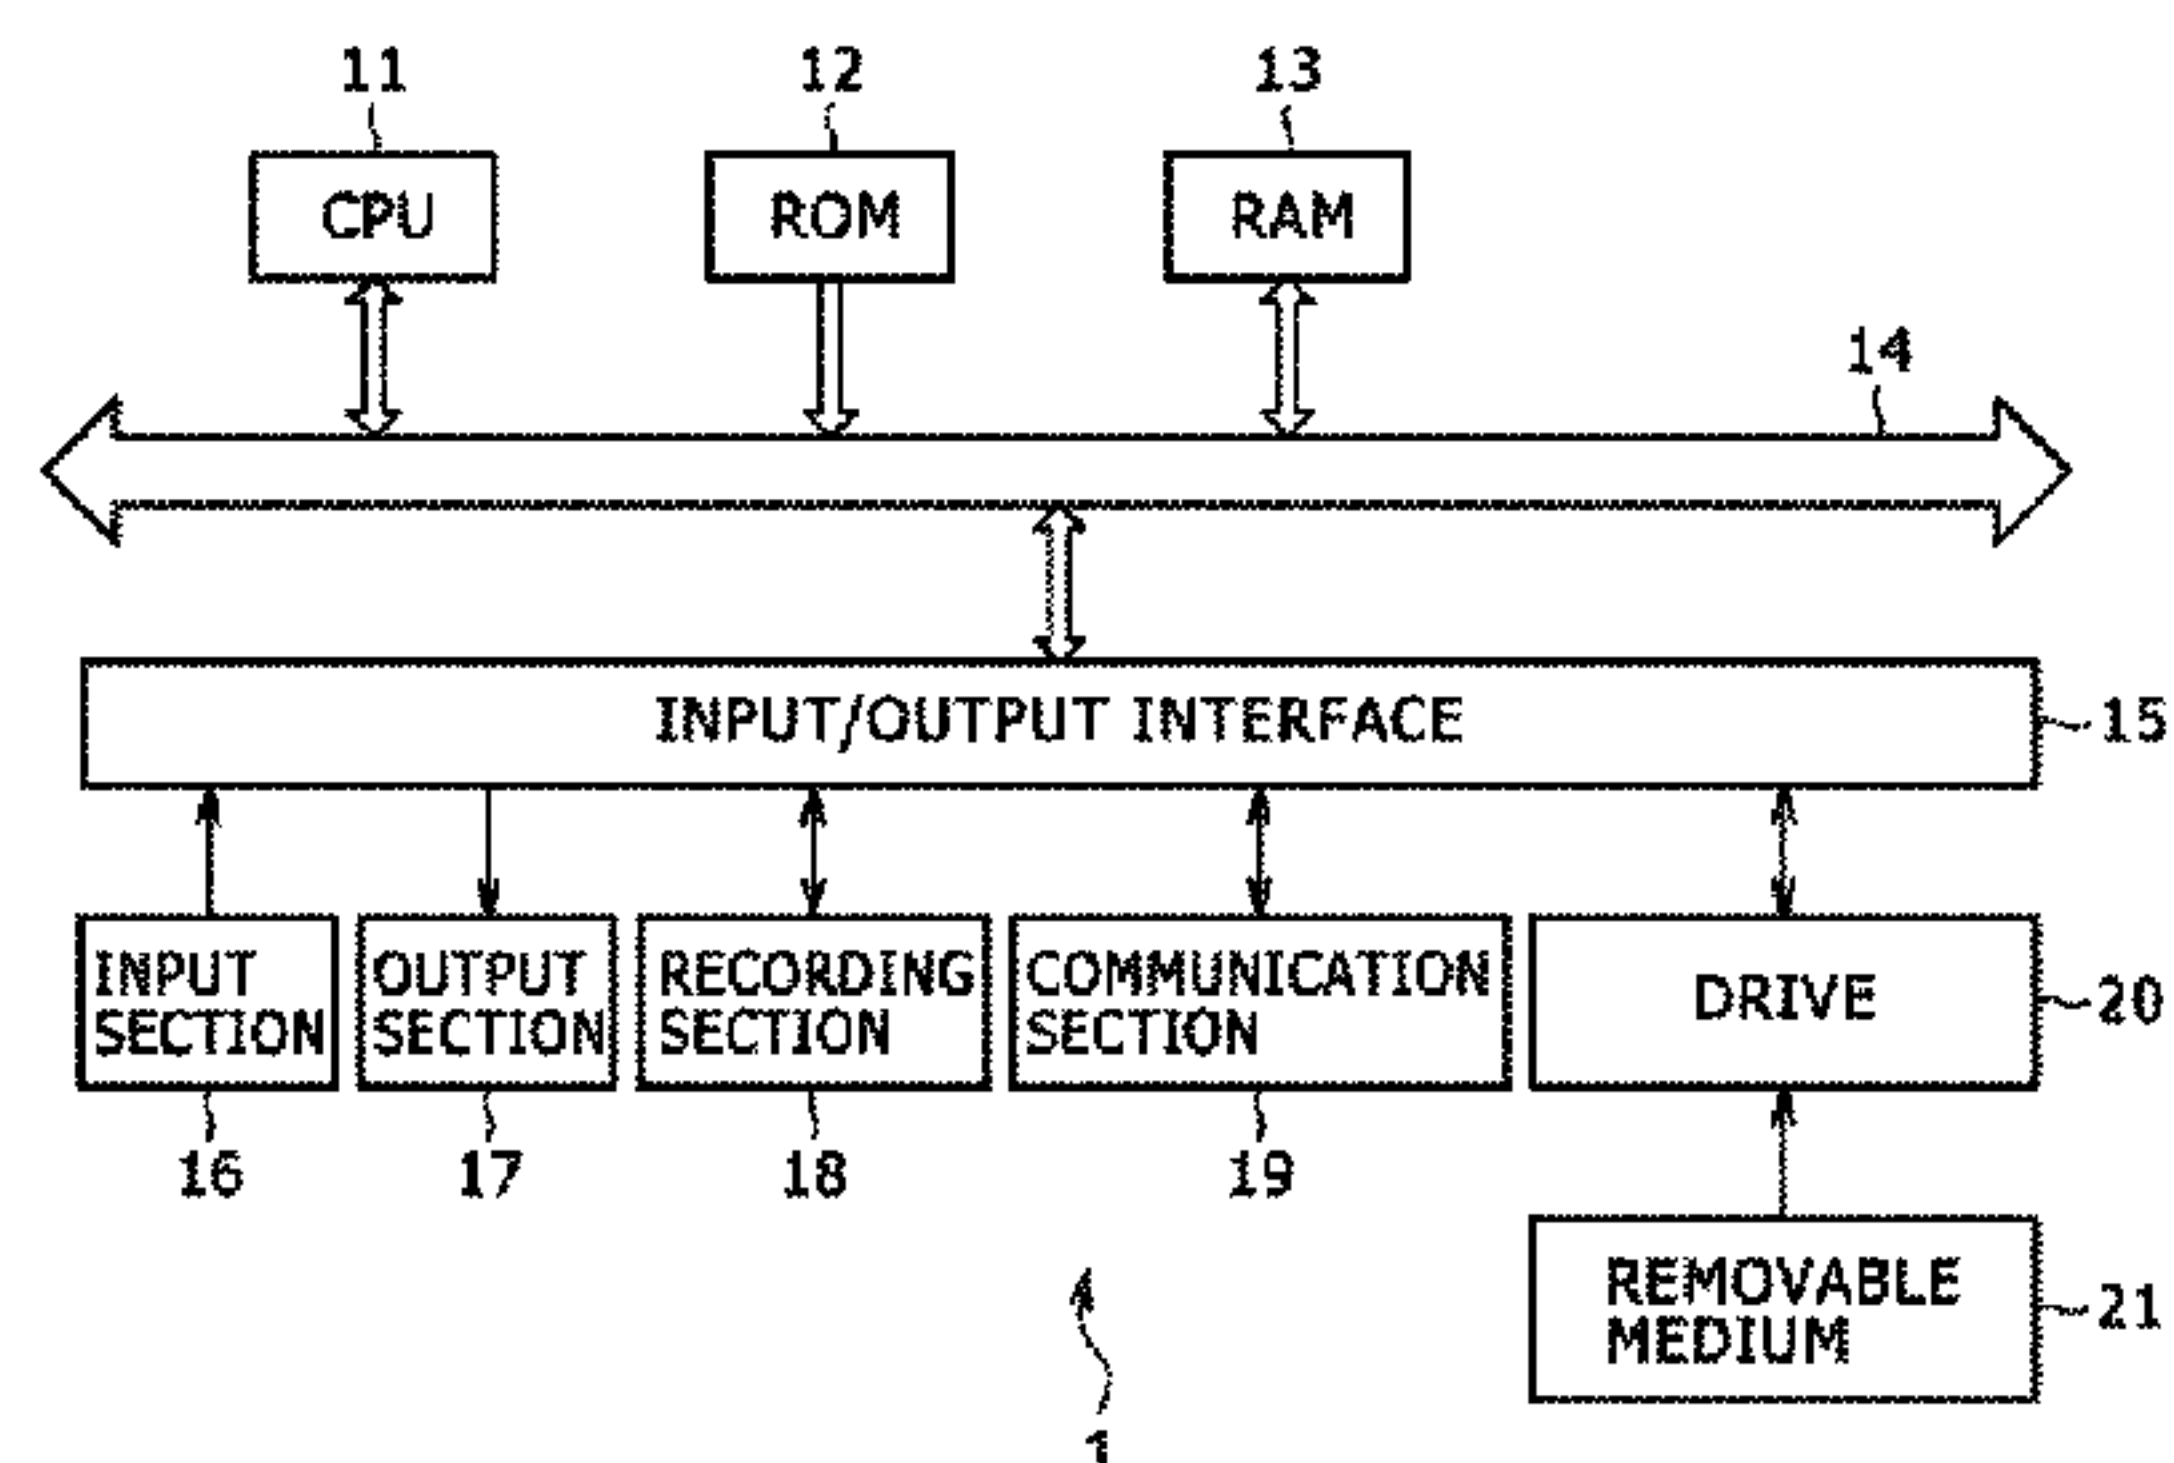 11
12
13
CPU
ROM
RAM
14
INPUT/OUTPUT INTERFACE
15
INPUT
SECTION
OUTPUT
SECTION
RECORDING
SECTION
COMMUNICATION
SECTION
DRIVE
20
16
17
18
19
REMOVABLE
MEDIUM
21
1